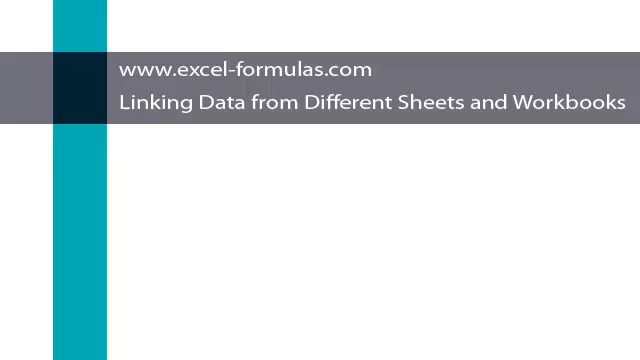 www.excel-formulas.com
Linking Data from Different Sheets and Workbooks